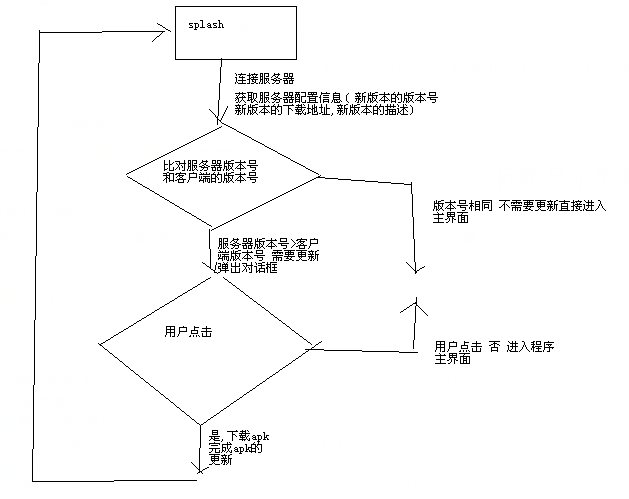 splash
连接服务器
获取服务器配置信息( 新版本的版本号
新版本的下载地址,新版本的描述)
比对服务器版本号
和客户端的版本号
版本号相同 不需要更新直接进入
主界面
服务器版本号>客户
端版本号 需要更新
弹出对话框
用户点击
用户点击 否 进入程序
主界面
是,下载apk
完成apk的
更新